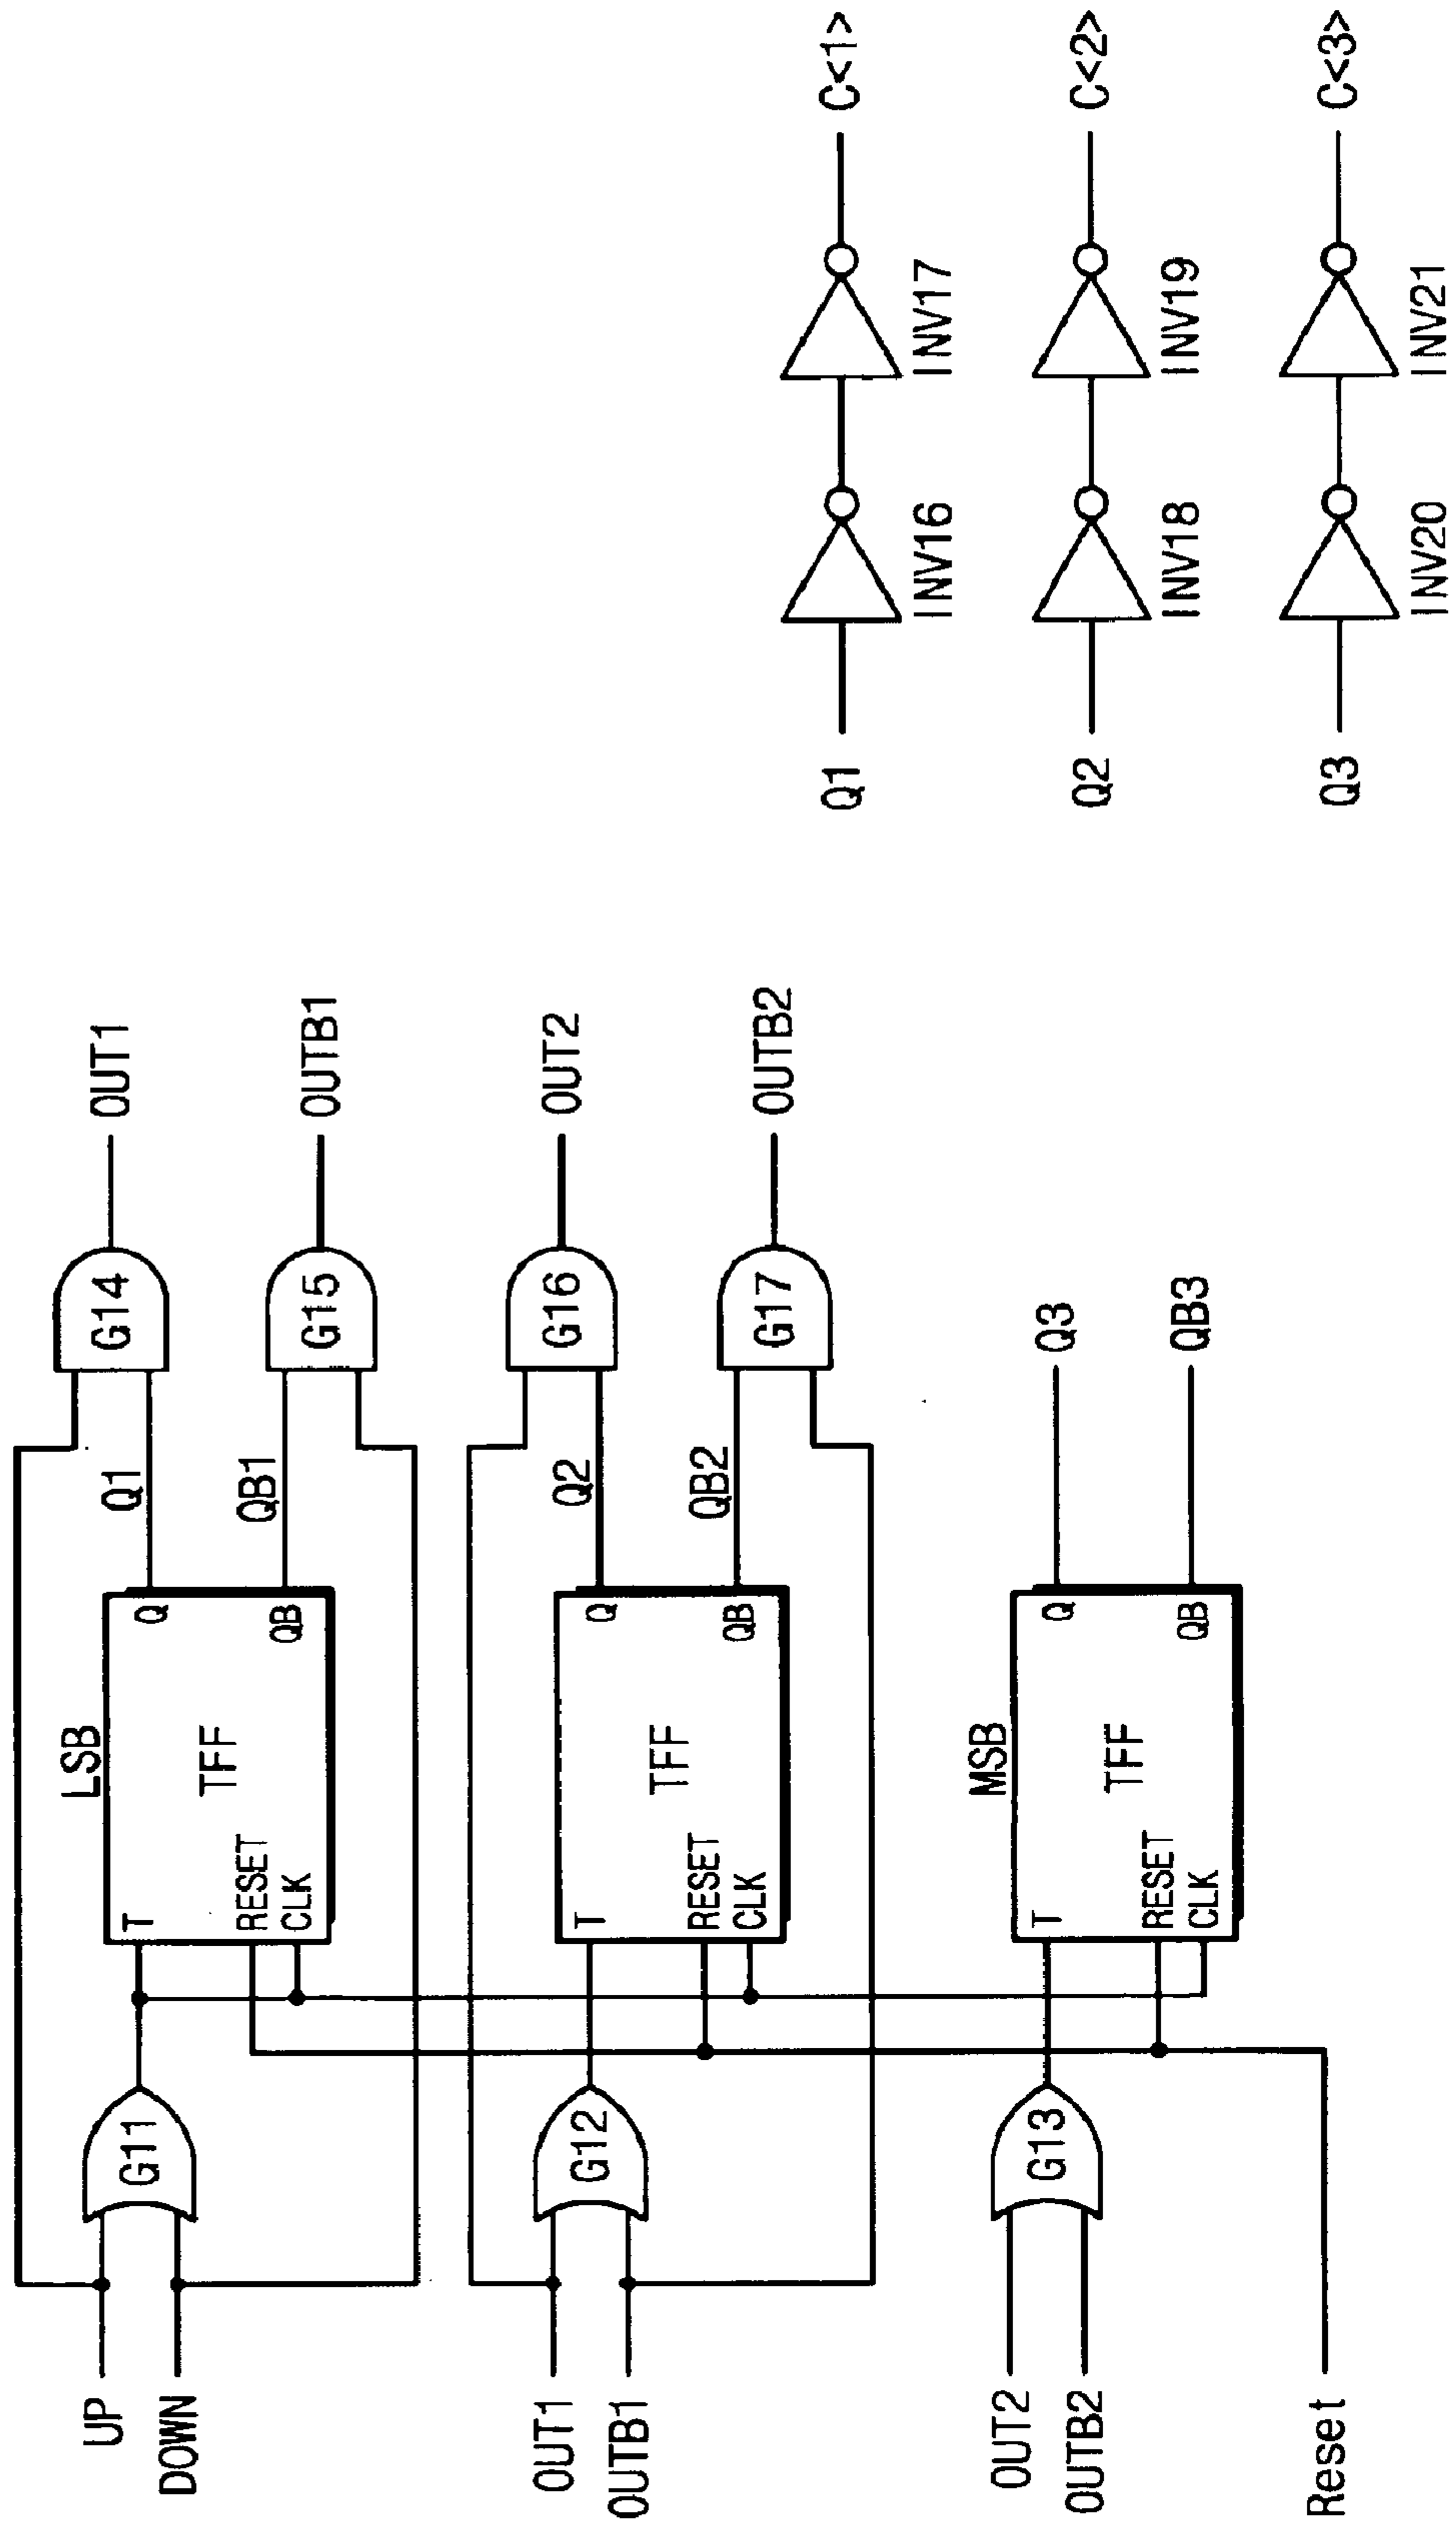 UP
DOWN
G11
LSB
T
RESET
CLK
TFF
Q
QB
Q1
QB1
G14
G15
OUT1
OUTB1
OUT1
OUTB1
G12
T
RESET
CLK
TFF
Q
QB
Q2
QB2
G16
G17
OUT2
OUTB2
OUT2
OUTB2
G13
MSB
T
RESET
CLK
TFF
Q
QB
Q3
QB3
Reset
Q1
INV16
INV17
C<1>
Q2
INV18
INV19
C<2>
Q3
INV20
INV21
C<3>